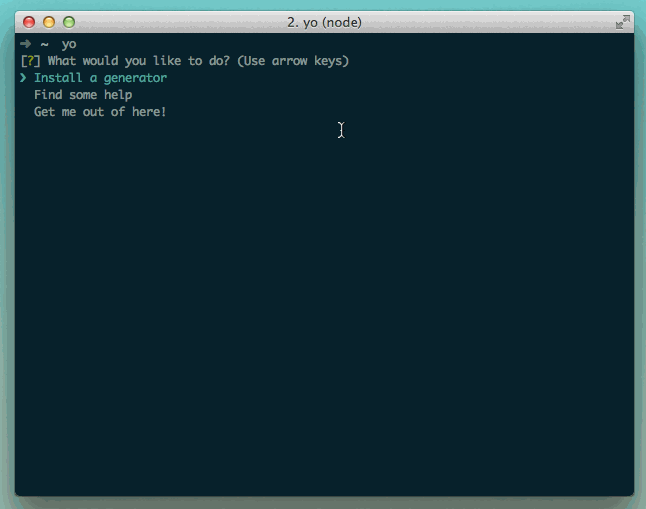 2. yo (node)
➜ ~ yo
[?] What would you like to do? (Use arrow keys)
❯ Install a generator
Find some help
Get me out of here!